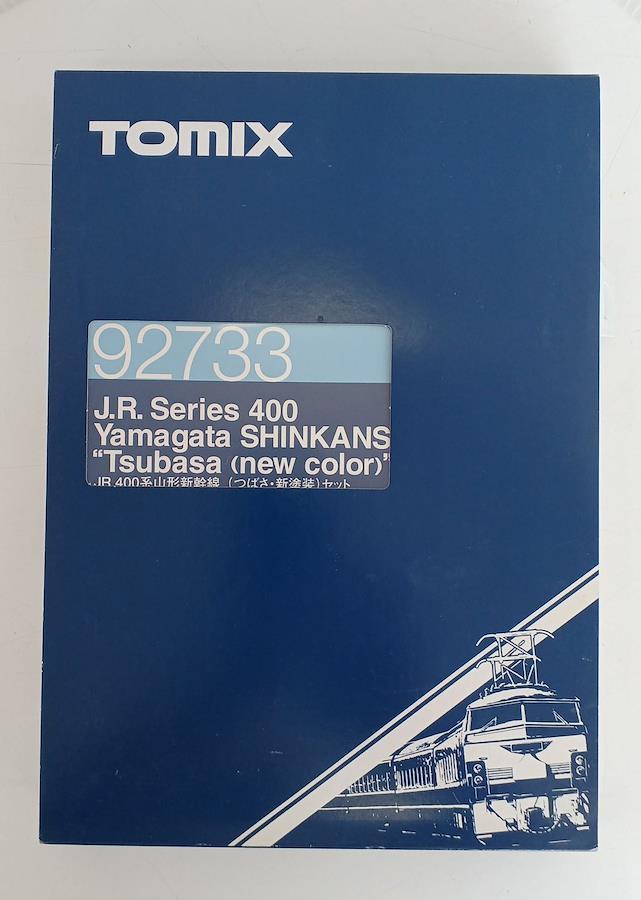 TOMIX
92733
J.R. Series 400
Yamagata SHINKANS
“Tsubasa (new color)”
JR 400系山形新幹線（つばさ・新塗装）セット